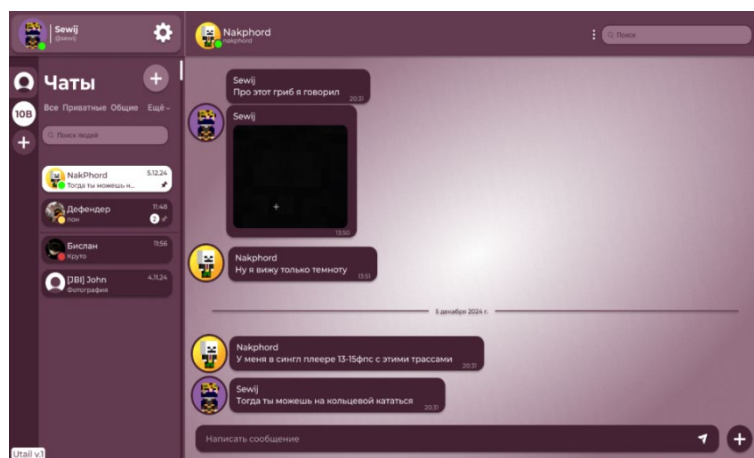 Sewij
@sewij
Чаты
Все Приватные Общие Ещё
Поиск людей
10В
NakPhord
5.12.24
Тогда ты можешь н...
Дефендер
11:48
пон
2
Бислан
11:56
Круто
[JBI] John
4.11.24
Фотография
Utail v.1
Nakphord
nakphord
Поиск
Sewij
Про этот гриб я говорил
20:31
Sewij
13:50
Nakphord
Ну я вижу только темноту
13:51
5 декабря 2024 г.
Nakphord
У меня в сингл плеере 13-15фпс с этими трассами
20:31
Sewij
Тогда ты можешь на кольцевой кататься
20:31
Написать сообщение